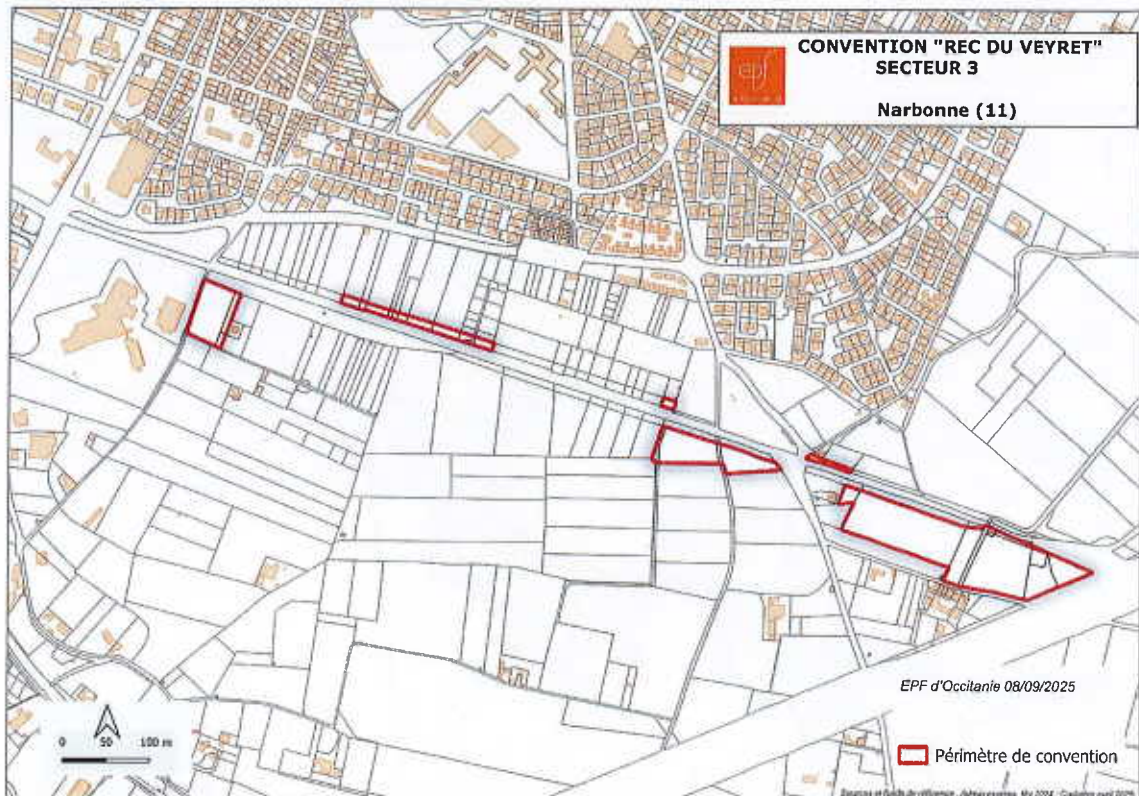 CONVENTION "REC DU VEYRET"
SECTEUR 3
epf
Narbonne (11)
EPF d'Occitanie 08/09/2025
0 50 100 m
Périmètre de convention